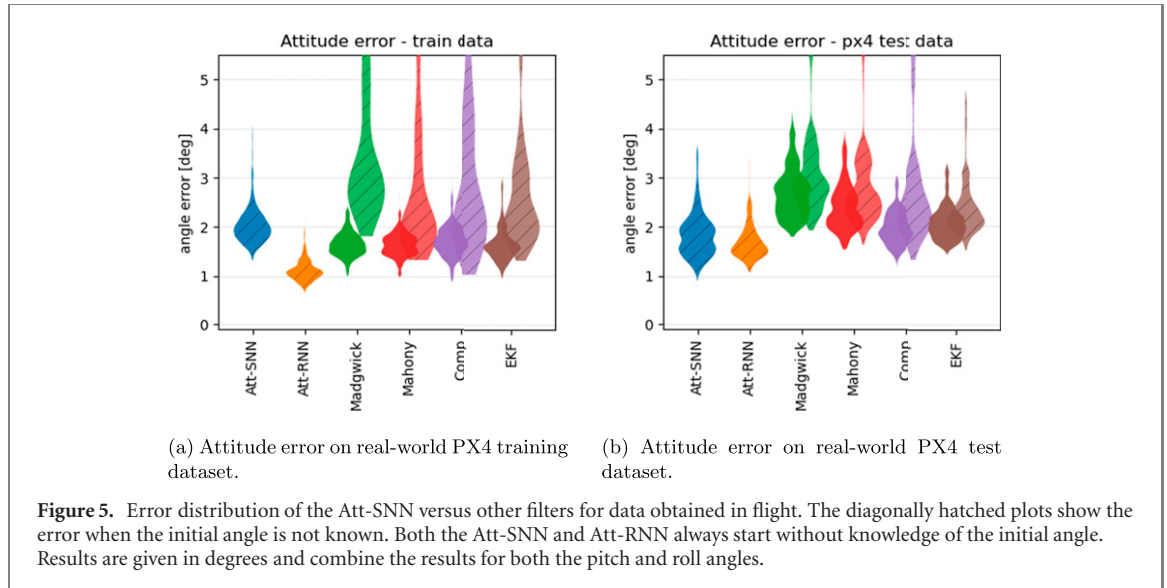 Attitude error - train data
5
4
3
2
1
0
angle error [deg]
Att-SNN
Att-RNN
Madgwick
Mahony
Comp
EKF
Attitude error - px4 test data
5
4
3
2
1
0
angle error [deg]
Att-SNN
Att-RNN
Madgwick
Mahony
Comp
EKF
(a) Attitude error on real-world PX4 training
dataset.
(b) Attitude error on real-world PX4 test
dataset.
Figure 5. Error distribution of the Att-SNN versus other filters for data obtained in flight. The diagonally hatched plots show the
error when the initial angle is not known. Both the Att-SNN and Att-RNN always start without knowledge of the initial angle.
Results are given in degrees and combine the results for both the pitch and roll angles.